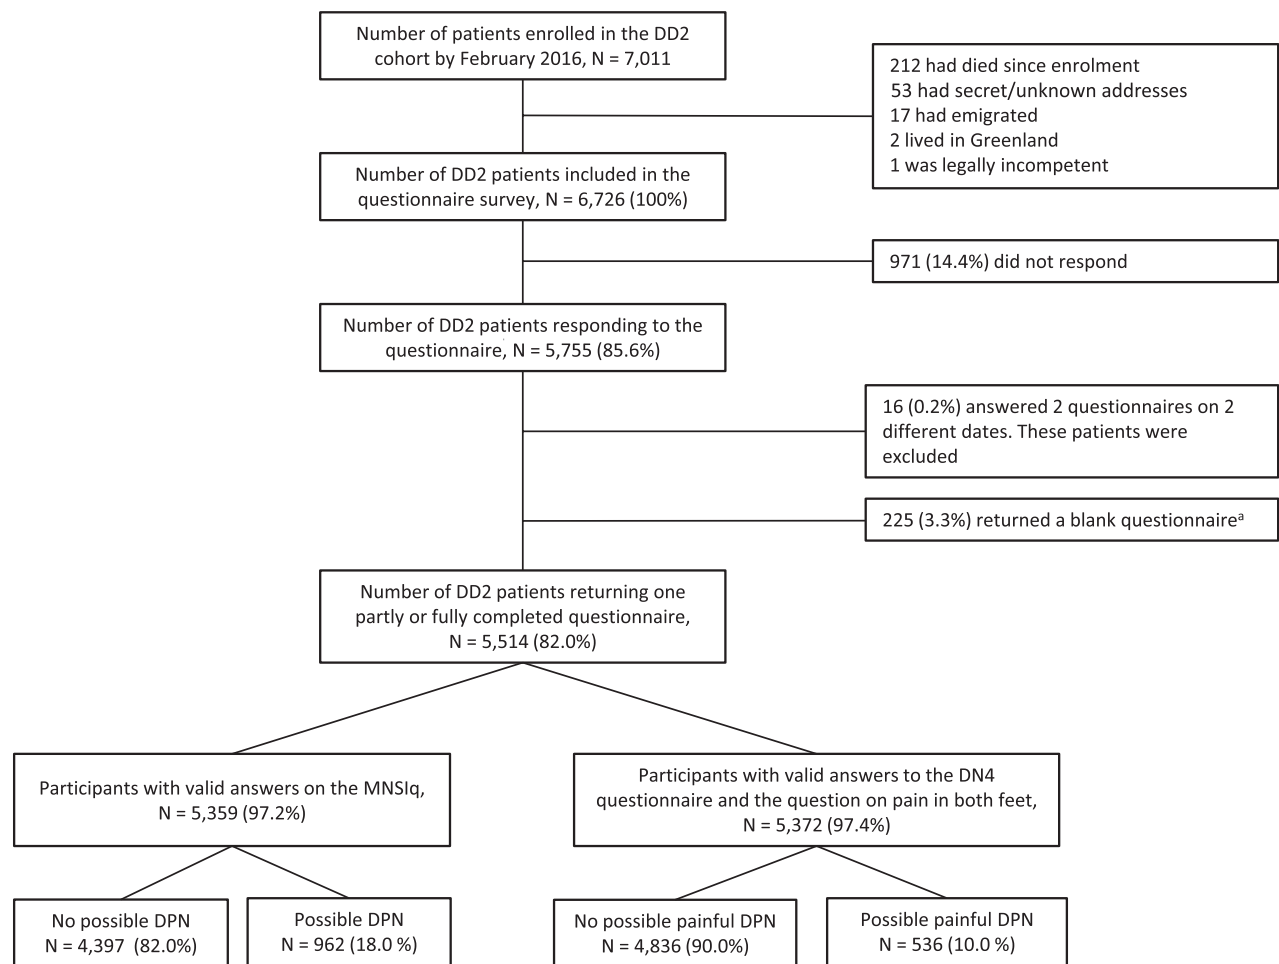 Number of patients enrolled in the DD2
cohort by February 2016, N = 7,011
212 had died since enrolment
53 had secret/unknown addresses
17 had emigrated
2 lived in Greenland
1 was legally incompetent
Number of DD2 patients included in the
questionnaire survey, N = 6,726 (100%)
971 (14.4%) did not respond
Number of DD2 patients responding to the
questionnaire, N = 5,755 (85.6%)
16 (0.2%) answered 2 questionnaires on 2
different dates. These patients were
excluded
225 (3.3%) returned a blank questionnaireᵃ
Number of DD2 patients returning one
partly or fully completed questionnaire,
N = 5,514 (82.0%)
Participants with valid answers on the MNSIq,
N = 5,359 (97.2%)
Participants with valid answers to the DN4
questionnaire and the question on pain in both feet,
N = 5,372 (97.4%)
No possible DPN
N = 4,397 (82.0%)
Possible DPN
N = 962 (18.0 %)
No possible painful DPN
N = 4,836 (90.0%)
Possible painful DPN
N = 536 (10.0 %)